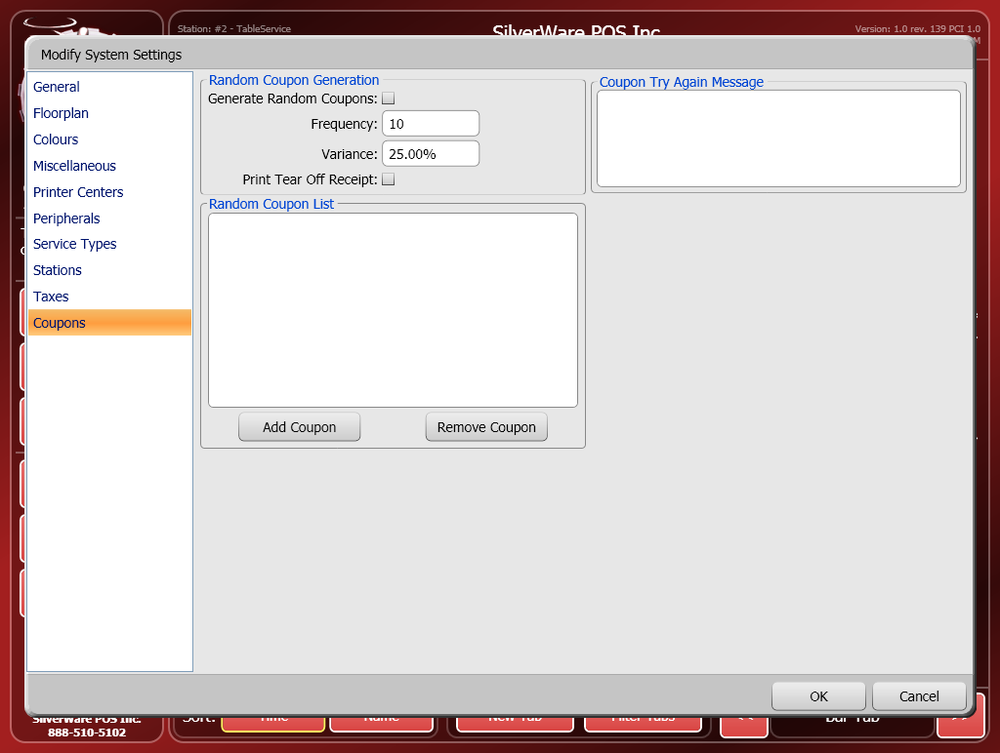 Station: #2 - TableService
SilverWare POS Inc
Version: 1.0 rev. 139 PCI 1.0
Modify System Settings
General
Floorplan
Colours
Miscellaneous
Printer Centers
Peripherals
Service Types
Stations
Taxes
Coupons
Random Coupon Generation
Generate Random Coupons:
Frequency: 10
Variance: 25.00%
Print Tear Off Receipt:
Random Coupon List
Add Coupon Remove Coupon
Coupon Try Again Message
OK Cancel
SilverWare POS Inc.
888-510-5102
Sort: Time Name New Tab Filter Tabs << Bar Tab >>